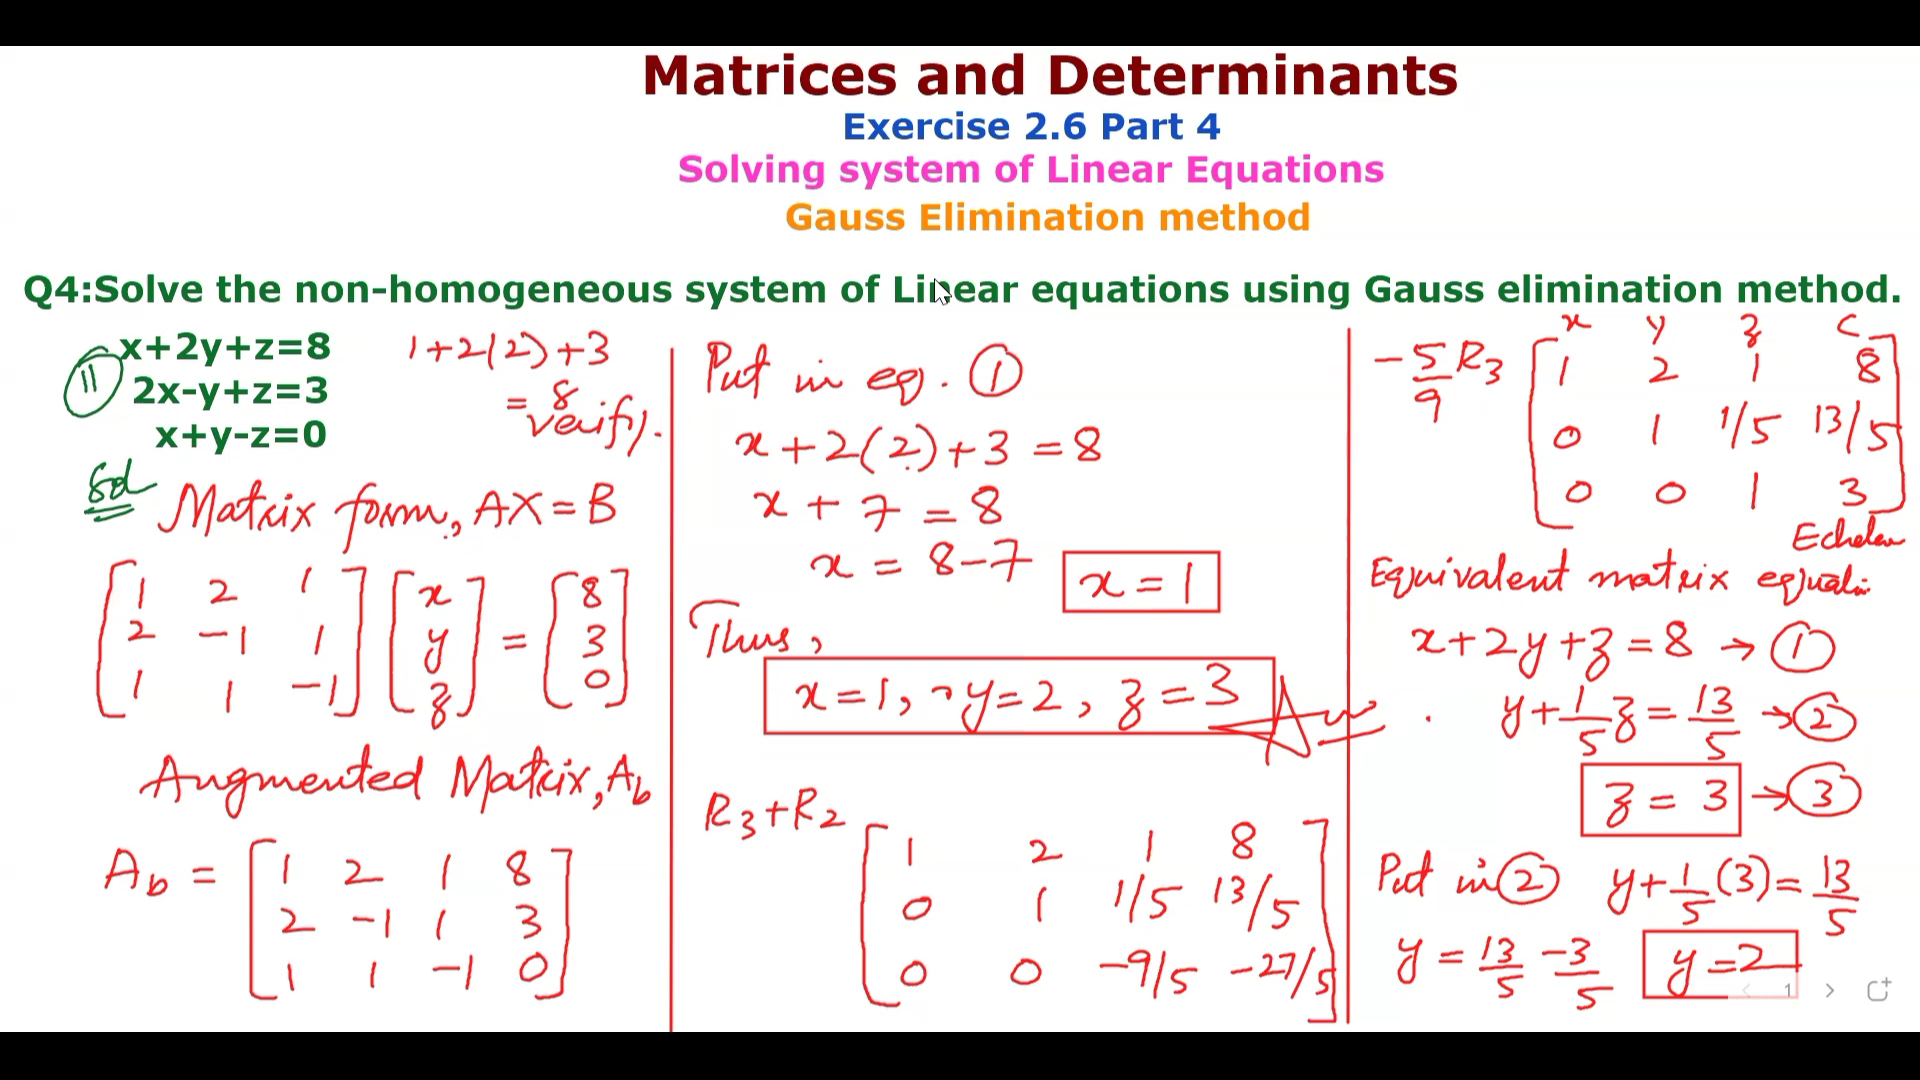 Matrices and Determinants
Exercise 2.6 Part 4
Solving system of Linear Equations
Gauss Elimination method
Q4:Solve the non-homogeneous system of Linear equations using Gauss elimination method.
ii
x+2y+z=8
2x-y+z=3
x+y-z=0
1+2(2)+3
= 8
verify.
Sol
Matrix form, AX = B
[1 2 1] [x] = [8]
[2 -1 1] [y] = [3]
[1 1 -1] [z] = [0]
Augmented Matrix, Ab
Ab = [1 2 1 8]
[2 -1 1 3]
[1 1 -1 0]
Put in eq. ①
x + 2(2) + 3 = 8
x + 7 = 8
x = 8 - 7
x = 1
Thus,
x = 1, y = 2, z = 3
Ans
R3 + R2
[1 2 1 8]
[0 1 1/5 13/5]
[0 0 -9/5 -27/5]
x y z C
-5/9 R3 [1 2 1 8]
[0 1 1/5 13/5]
[0 0 1 3]
Echelon
Equivalent matrix equati
x + 2y + z = 8 → ①
y + 1/5 z = 13/5 → ②
z = 3 → ③
Put in ② y + 1/5 (3) = 13/5
y = 13/5 - 3/5
y = 2
1